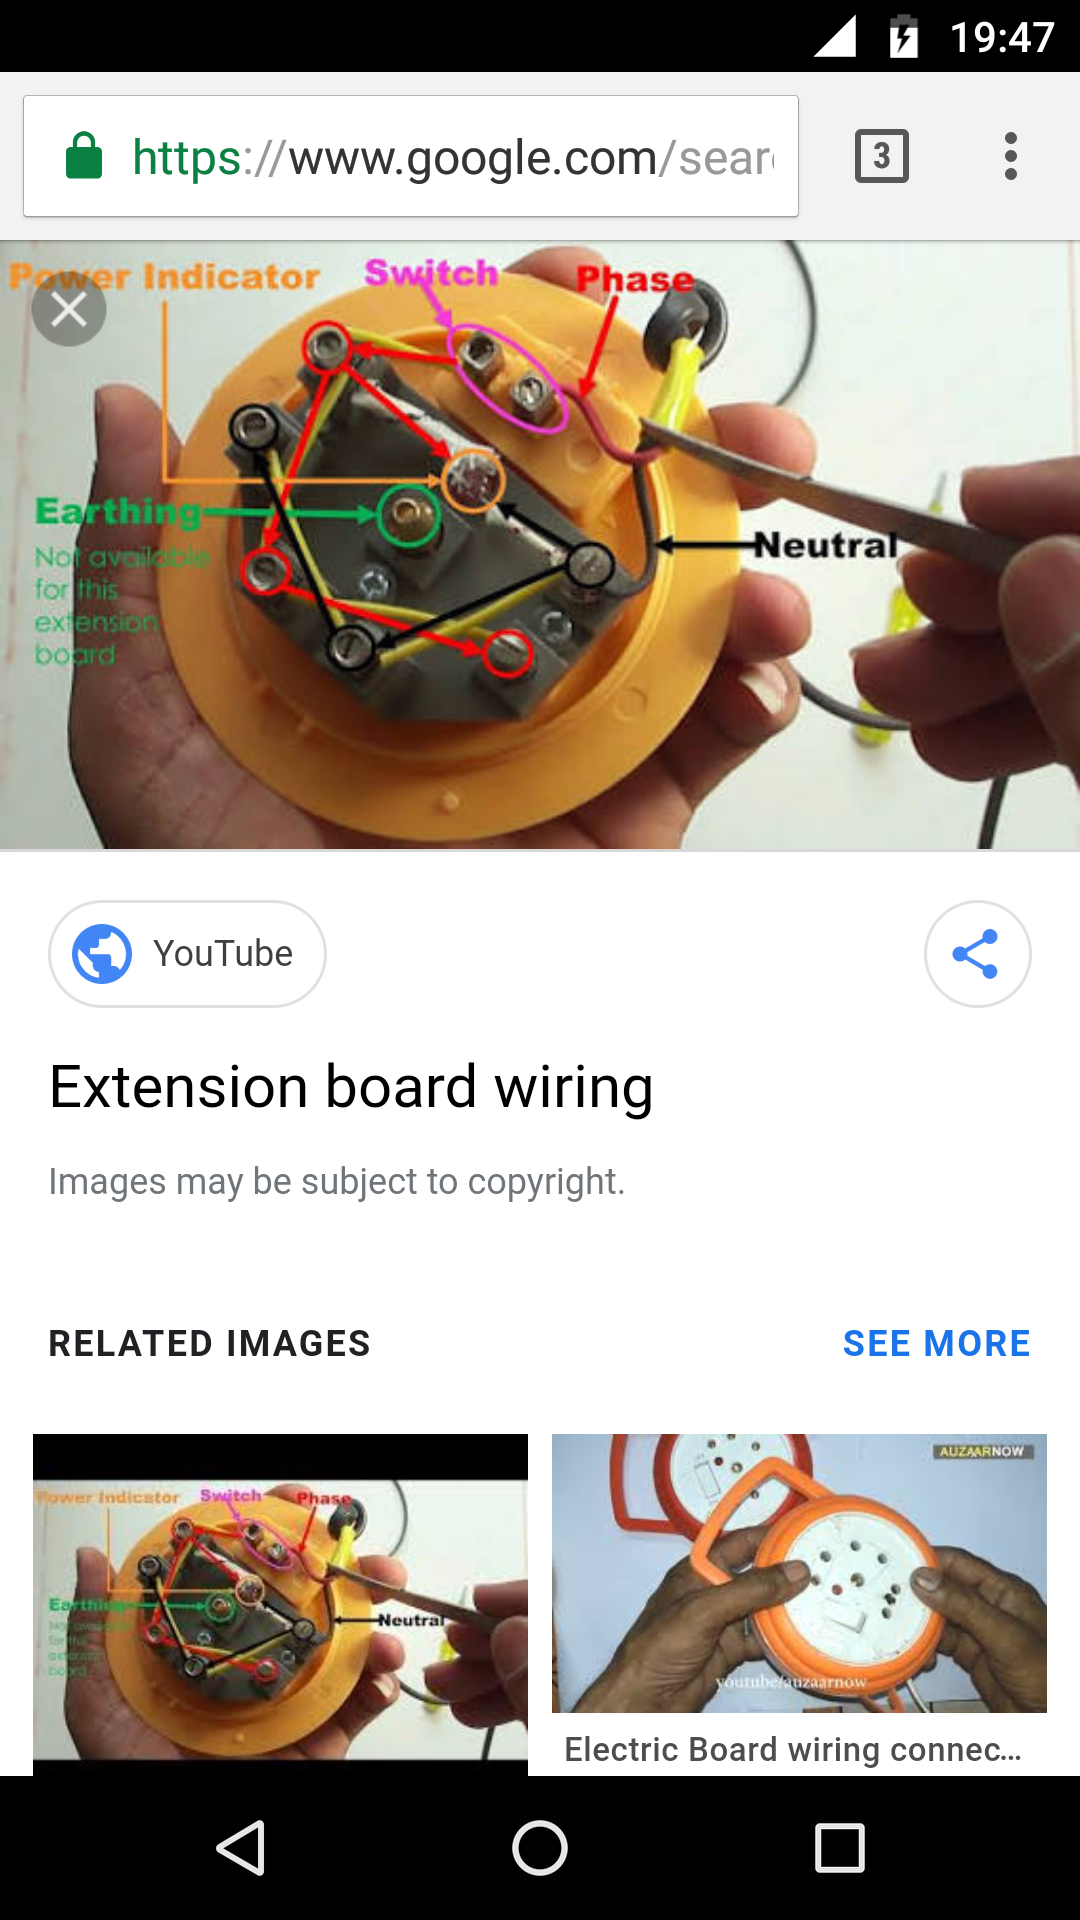 19:47
https://www.google.com/sear
3
Power Indicator
Switch
Phase
Earthing
Not available
for this
extension
board
Neutral
YouTube
Extension board wiring
Images may be subject to copyright.
RELATED IMAGES
SEE MORE
Power Indicator
Switch
Phase
Earthing
Neutral
AUZAARNOW
youtube/auzaarnow
Electric Board wiring connec...